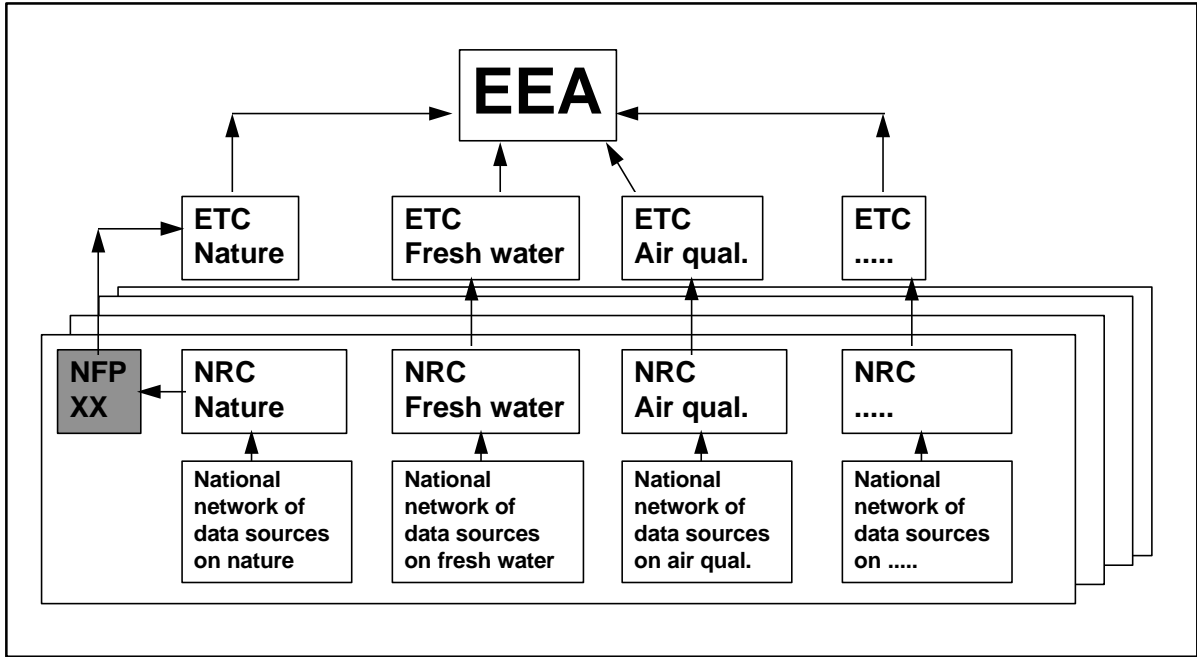 EEA
ETC
Nature
ETC
Fresh water
ETC
Air qual.
ETC
.....
NFP
XX
NRC
Nature
NRC
Fresh water
NRC
Air qual.
NRC
.....
National
network of
data sources
on nature
National
network of
data sources
on fresh water
National
network of
data sources
on air qual.
National
network of
data sources
on .....